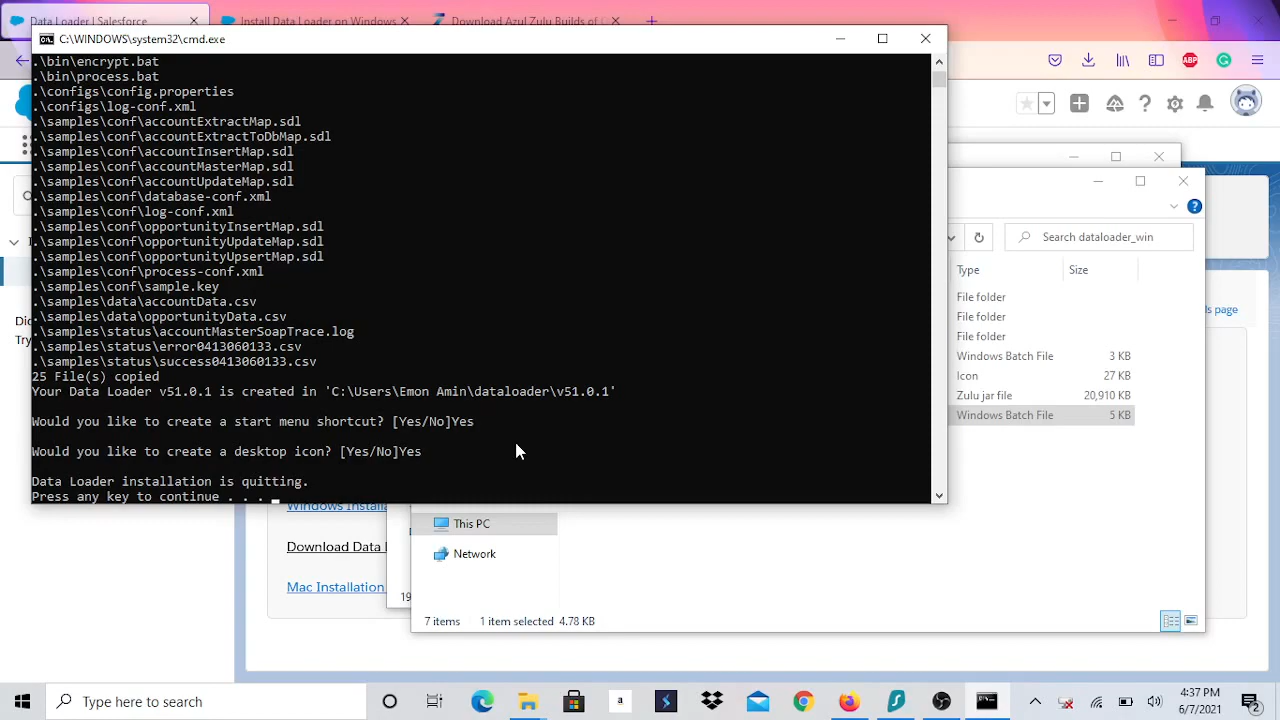 Data Loader | Salesforce
Install Data Loader on Windows
Download Azul Zulu Builds of
C:\WINDOWS\system32\cmd.exe
.\bin\encrypt.bat
.\bin\process.bat
.\configs\config.properties
.\configs\log-conf.xml
.\samples\conf\accountExtractMap.sdl
.\samples\conf\accountExtractToDbMap.sdl
.\samples\conf\accountInsertMap.sdl
.\samples\conf\accountMasterMap.sdl
.\samples\conf\accountUpdateMap.sdl
.\samples\conf\database-conf.xml
.\samples\conf\log-conf.xml
.\samples\conf\opportunityInsertMap.sdl
.\samples\conf\opportunityUpdateMap.sdl
.\samples\conf\opportunityUpsertMap.sdl
.\samples\conf\process-conf.xml
.\samples\conf\sample.key
.\samples\data\accountData.csv
.\samples\data\opportunityData.csv
.\samples\status\accountMasterSoapTrace.log
.\samples\status\error0413060133.csv
.\samples\status\success0413060133.csv
25 File(s) copied
Your Data Loader v51.0.1 is created in 'C:\Users\Emon Amin\dataloader\v51.0.1'
Would you like to create a start menu shortcut? [Yes/No]Yes
Would you like to create a desktop icon? [Yes/No]Yes
Data Loader installation is quitting.
Press any key to continue . . .
ABP
Search dataloader_win
Type Size
File folder
File folder
File folder
Windows Batch File 3 KB
Icon 27 KB
Zulu jar file 20,910 KB
Windows Batch File 5 KB
s page
Did
Try
Windows Installa
Download Data
Mac Installation
This PC
Network
19
7 items 1 item selected 4.78 KB
Type here to search
a
4:37 PM
6/7/2021
2